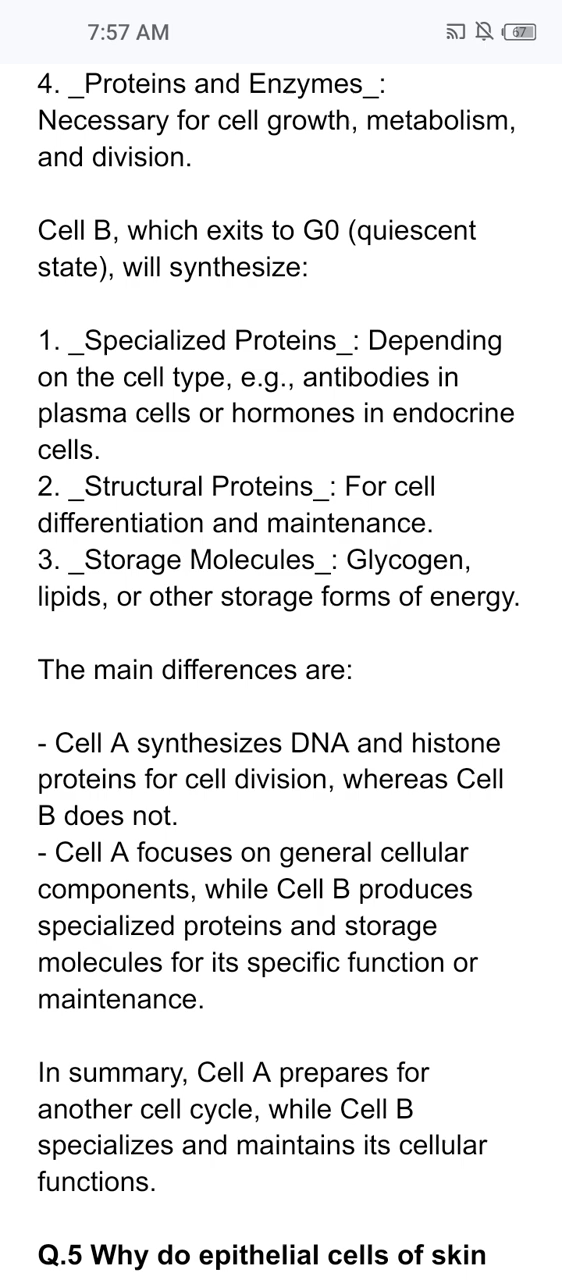 7:57 AM
67
4. _Proteins and Enzymes_:
Necessary for cell growth, metabolism,
and division.
Cell B, which exits to G0 (quiescent
state), will synthesize:
1. _Specialized Proteins_: Depending
on the cell type, e.g., antibodies in
plasma cells or hormones in endocrine
cells.
2. _Structural Proteins_: For cell
differentiation and maintenance.
3. _Storage Molecules_: Glycogen,
lipids, or other storage forms of energy.
The main differences are:
- Cell A synthesizes DNA and histone
proteins for cell division, whereas Cell
B does not.
- Cell A focuses on general cellular
components, while Cell B produces
specialized proteins and storage
molecules for its specific function or
maintenance.
In summary, Cell A prepares for
another cell cycle, while Cell B
specializes and maintains its cellular
functions.
Q.5 Why do epithelial cells of skin